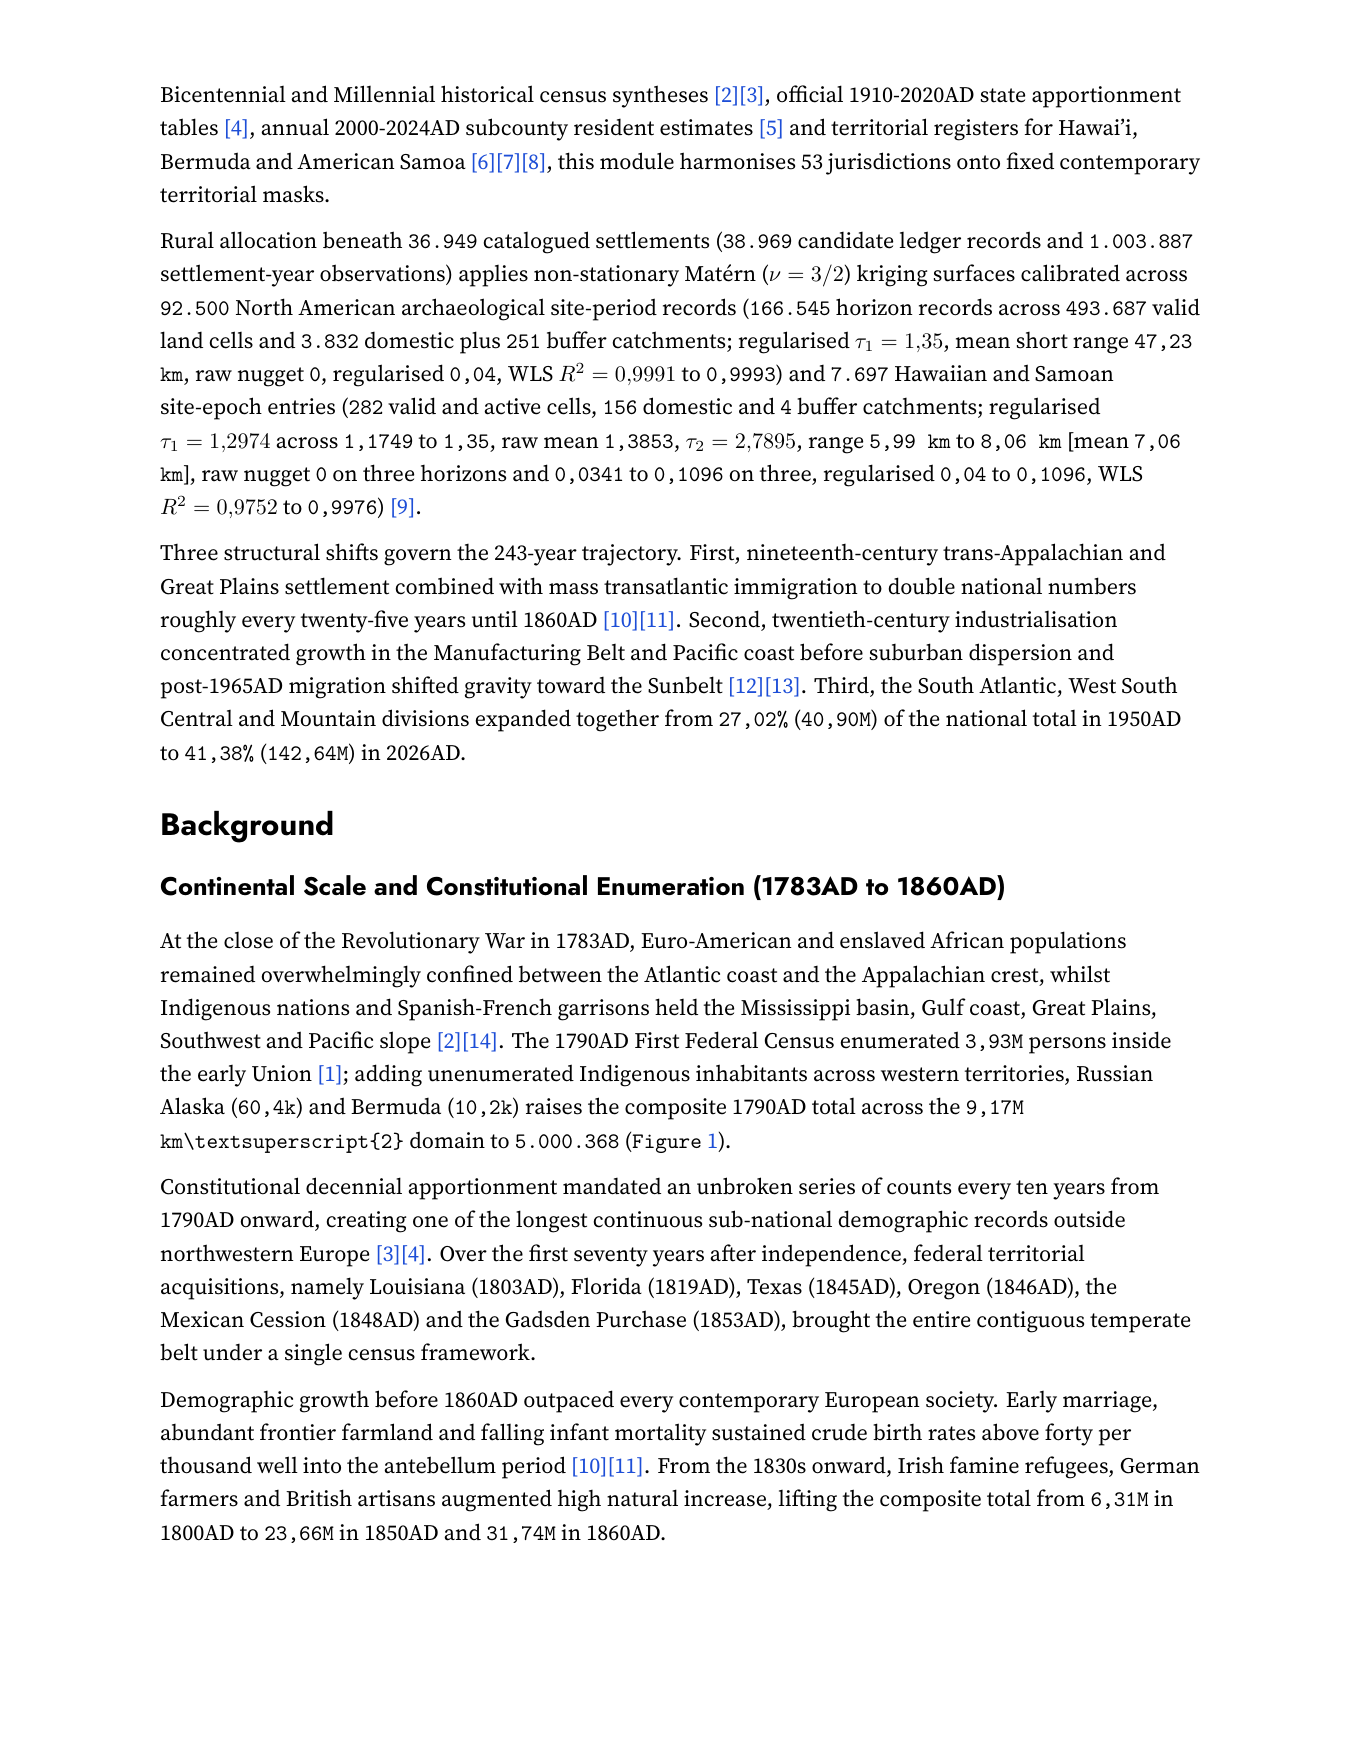 Bicentennial and Millennial historical census syntheses [2][3], official 1910-2020AD state apportionment
tables [4], annual 2000-2024AD subcounty resident estimates [5] and territorial registers for Hawai’i,
Bermuda and American Samoa [6][7][8], this module harmonises 53 jurisdictions onto fixed contemporary
territorial masks.
Rural allocation beneath 36.949 catalogued settlements (38.969 candidate ledger records and 1.003.887
settlement-year observations) applies non-stationary Matérn (ν = 3/2) kriging surfaces calibrated across
92.500 North American archaeological site-period records (166.545 horizon records across 493.687 valid
land cells and 3.832 domestic plus 251 buffer catchments; regularised τ₁ = 1,35, mean short range 47,23
km, raw nugget 0, regularised 0,04, WLS R² = 0,9991 to 0,9993) and 7.697 Hawaiian and Samoan
site-epoch entries (282 valid and active cells, 156 domestic and 4 buffer catchments; regularised
τ₁ = 1,2974 across 1,1749 to 1,35, raw mean 1,3853, τ₂ = 2,7895, range 5,99 km to 8,06 km [mean 7,06
km], raw nugget 0 on three horizons and 0,0341 to 0,1096 on three, regularised 0,04 to 0,1096, WLS
R² = 0,9752 to 0,9976) [9].
Three structural shifts govern the 243-year trajectory. First, nineteenth-century trans-Appalachian and
Great Plains settlement combined with mass transatlantic immigration to double national numbers
roughly every twenty-five years until 1860AD [10][11]. Second, twentieth-century industrialisation
concentrated growth in the Manufacturing Belt and Pacific coast before suburban dispersion and
post-1965AD migration shifted gravity toward the Sunbelt [12][13]. Third, the South Atlantic, West South
Central and Mountain divisions expanded together from 27,02% (40,90M) of the national total in 1950AD
to 41,38% (142,64M) in 2026AD.
Background
Continental Scale and Constitutional Enumeration (1783AD to 1860AD)
At the close of the Revolutionary War in 1783AD, Euro-American and enslaved African populations
remained overwhelmingly confined between the Atlantic coast and the Appalachian crest, whilst
Indigenous nations and Spanish-French garrisons held the Mississippi basin, Gulf coast, Great Plains,
Southwest and Pacific slope [2][14]. The 1790AD First Federal Census enumerated 3,93M persons inside
the early Union [1]; adding unenumerated Indigenous inhabitants across western territories, Russian
Alaska (60,4k) and Bermuda (10,2k) raises the composite 1790AD total across the 9,17M
km\textsuperscript{2} domain to 5.000.368 (Figure 1).
Constitutional decennial apportionment mandated an unbroken series of counts every ten years from
1790AD onward, creating one of the longest continuous sub-national demographic records outside
northwestern Europe [3][4]. Over the first seventy years after independence, federal territorial
acquisitions, namely Louisiana (1803AD), Florida (1819AD), Texas (1845AD), Oregon (1846AD), the
Mexican Cession (1848AD) and the Gadsden Purchase (1853AD), brought the entire contiguous temperate
belt under a single census framework.
Demographic growth before 1860AD outpaced every contemporary European society. Early marriage,
abundant frontier farmland and falling infant mortality sustained crude birth rates above forty per
thousand well into the antebellum period [10][11]. From the 1830s onward, Irish famine refugees, German
farmers and British artisans augmented high natural increase, lifting the composite total from 6,31M in
1800AD to 23,66M in 1850AD and 31,74M in 1860AD.